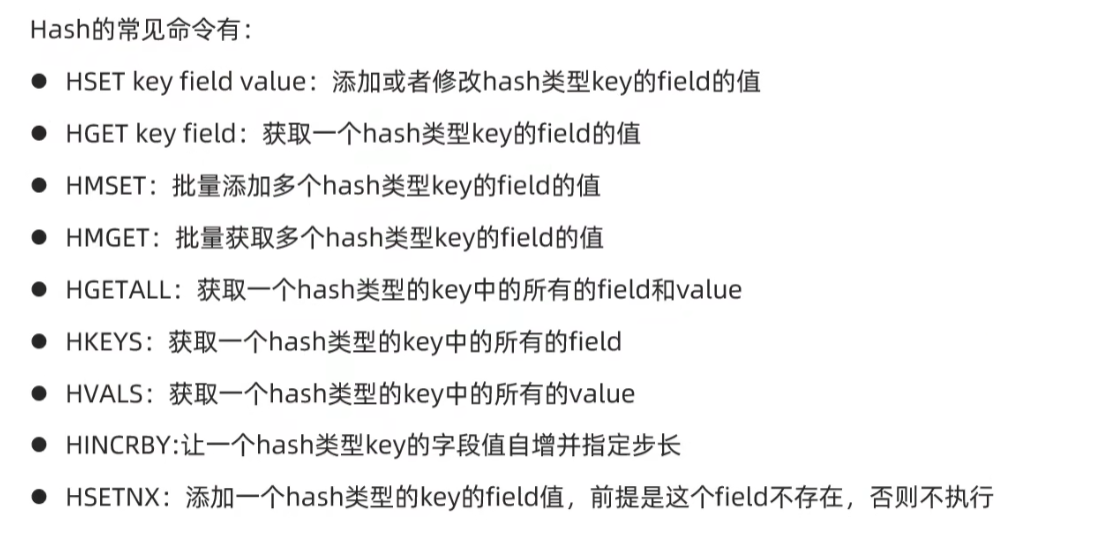 Hash的常见命令有：
● HSET key field value：添加或者修改hash类型key的field的值
● HGET key field：获取一个hash类型key的field的值
● HMSET：批量添加多个hash类型key的field的值
● HMGET：批量获取多个hash类型key的field的值
● HGETALL：获取一个hash类型的key中的所有的field和value
● HKEYS：获取一个hash类型的key中的所有的field
● HVALS：获取一个hash类型的key中的所有的value
● HINCRBY:让一个hash类型key的字段值自增并指定步长
● HSETNX：添加一个hash类型的key的field值，前提是这个field不存在，否则不执行